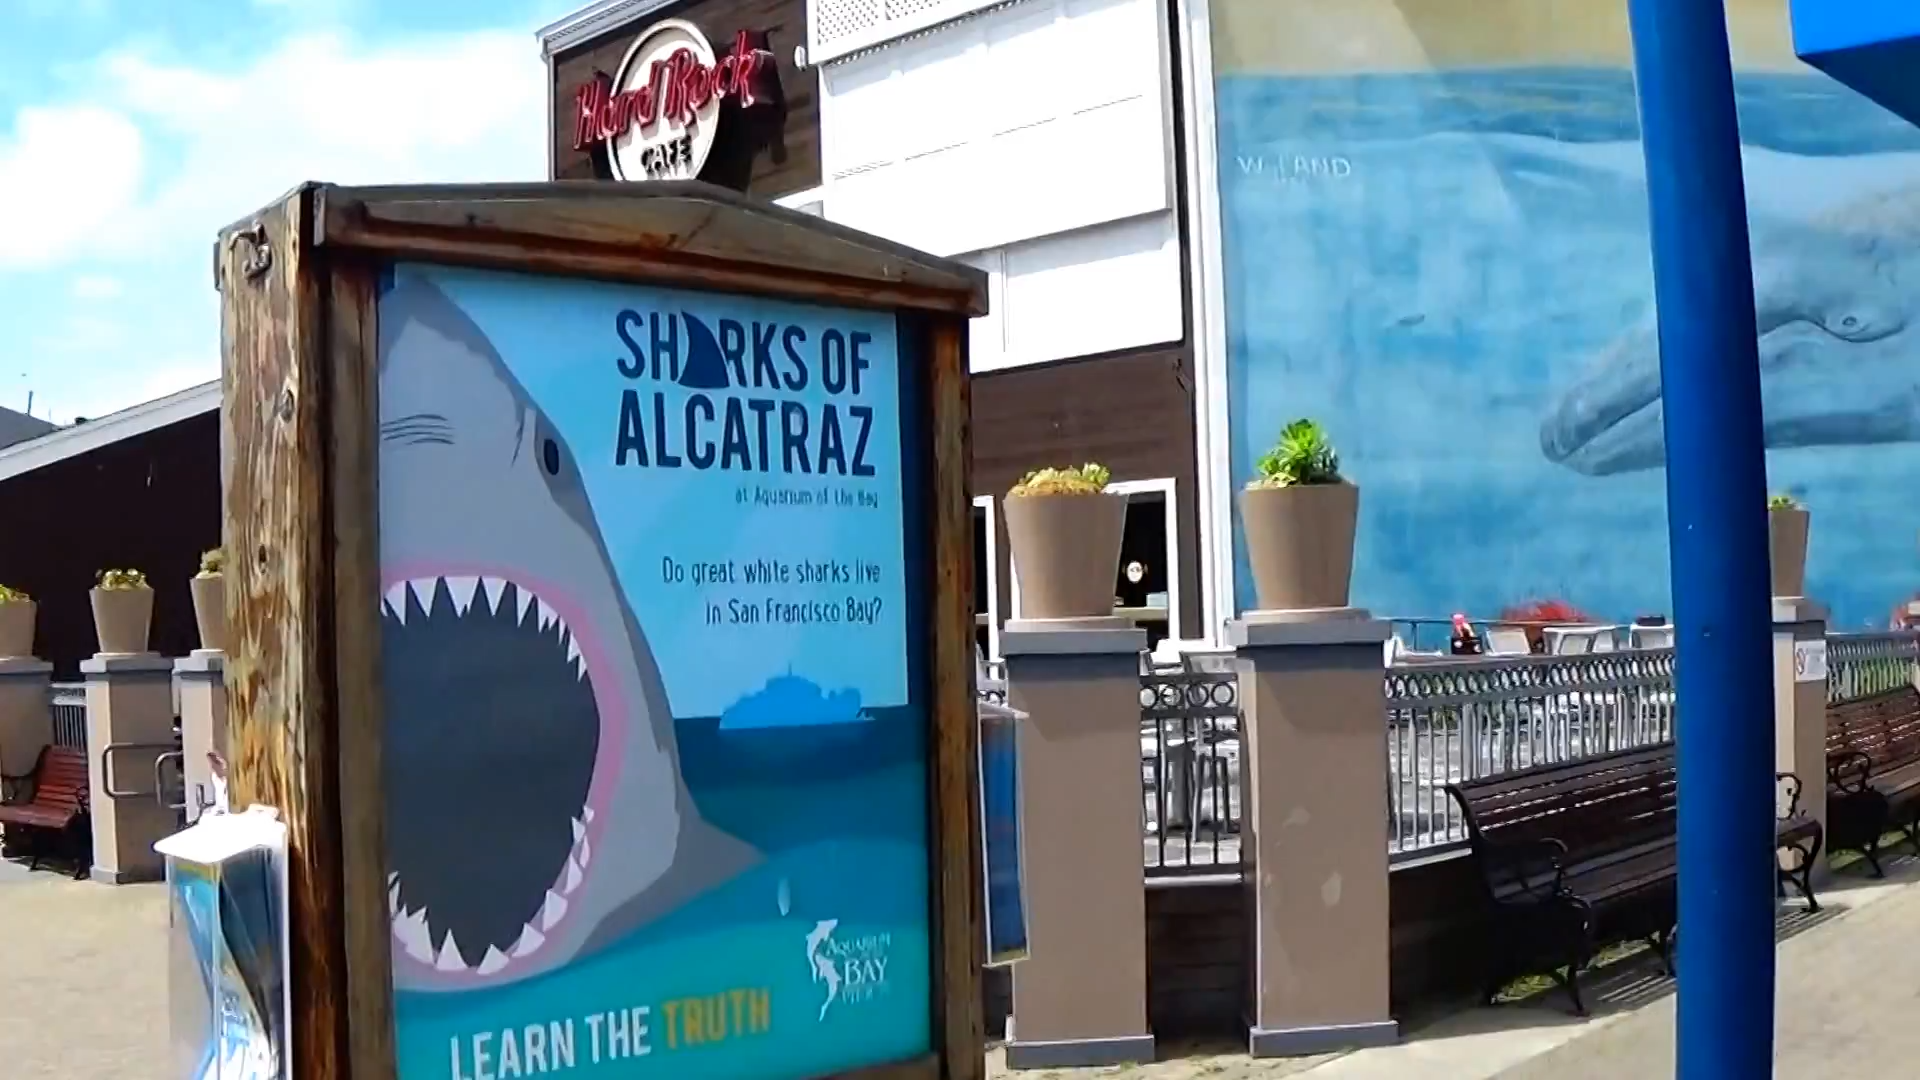 Hard Rock
CAFE
SHARKS OF
ALCATRAZ
at Aquarium of the Bay
Do great white sharks live
in San Francisco Bay?
AQUARIUM
BAY
LEARN THE TRUTH